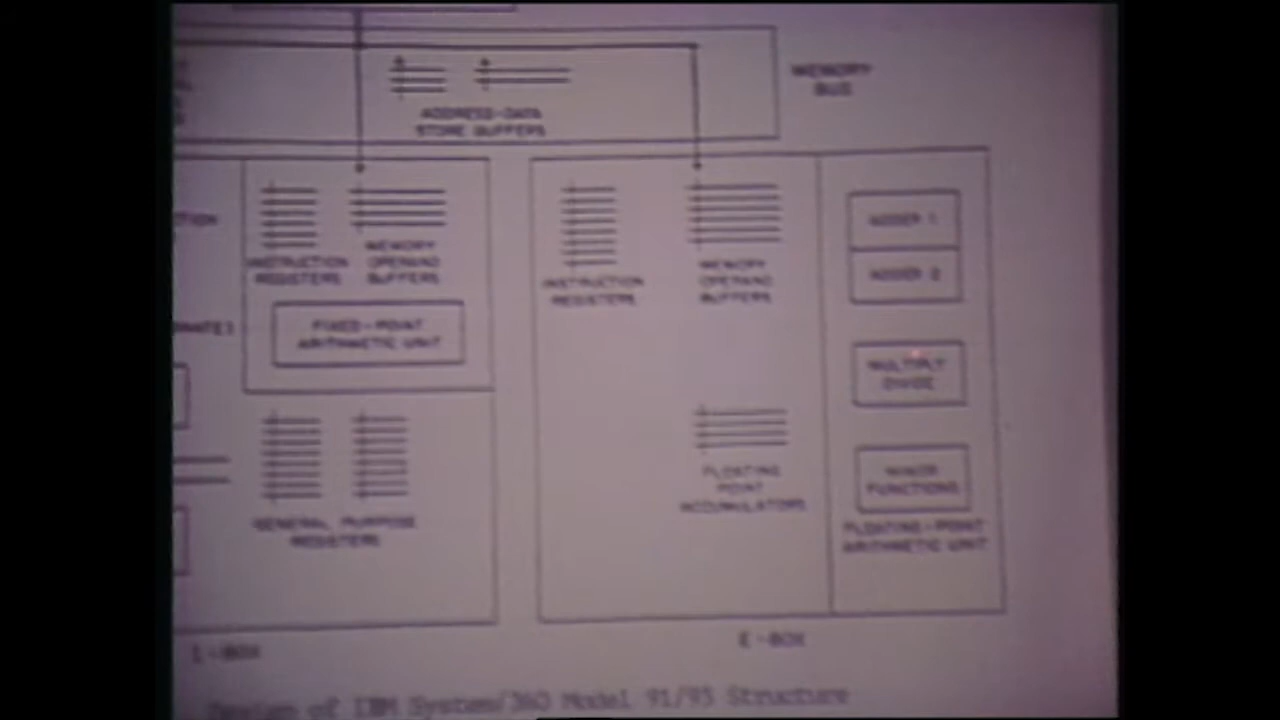 MEMORY
BUS
ADDRESS-DATA
STORE BUFFERS
INSTRUCTION
REGISTERS
MEMORY
OPERAND
BUFFERS
FIXED-POINT
ARITHMETIC UNIT
GENERAL PURPOSE
REGISTERS
I-BOX
INSTRUCTION
REGISTERS
MEMORY
OPERAND
BUFFERS
FLOATING
POINT
ACCUMULATORS
ADDER 1
ADDER 2
MULTIPLY
DIVIDE
MINOR
FUNCTIONS
FLOATING-POINT
ARITHMETIC UNIT
E-BOX
Design of IBM System/360 Model 91/95 Structure